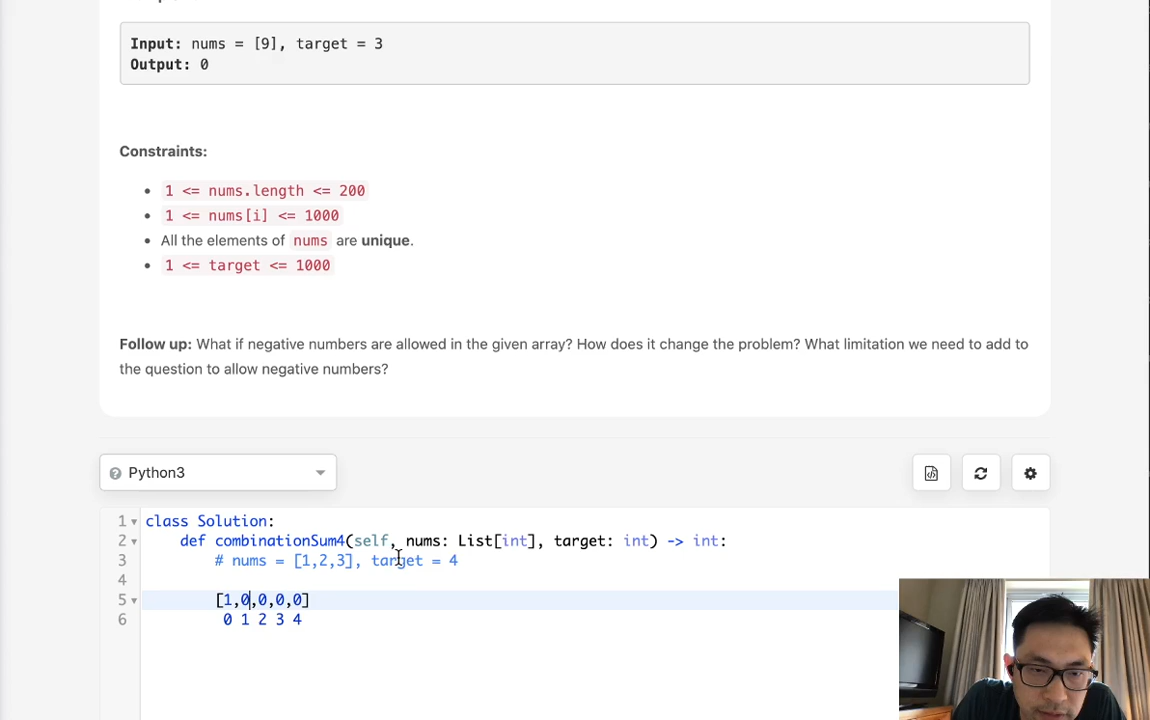 Input: nums = [9], target = 3
Output: 0
Constraints:
1 <= nums.length <= 200
1 <= nums[i] <= 1000
All the elements of nums are unique.
1 <= target <= 1000
Follow up: What if negative numbers are allowed in the given array? How does it change the problem? What limitation we need to add to
the question to allow negative numbers?
Python3
1 class Solution:
2 def combinationSum4(self, nums: List[int], target: int) -> int:
3 # nums = [1,2,3], target = 4
4
5 [1,0,0,0,0]
6 0 1 2 3 4